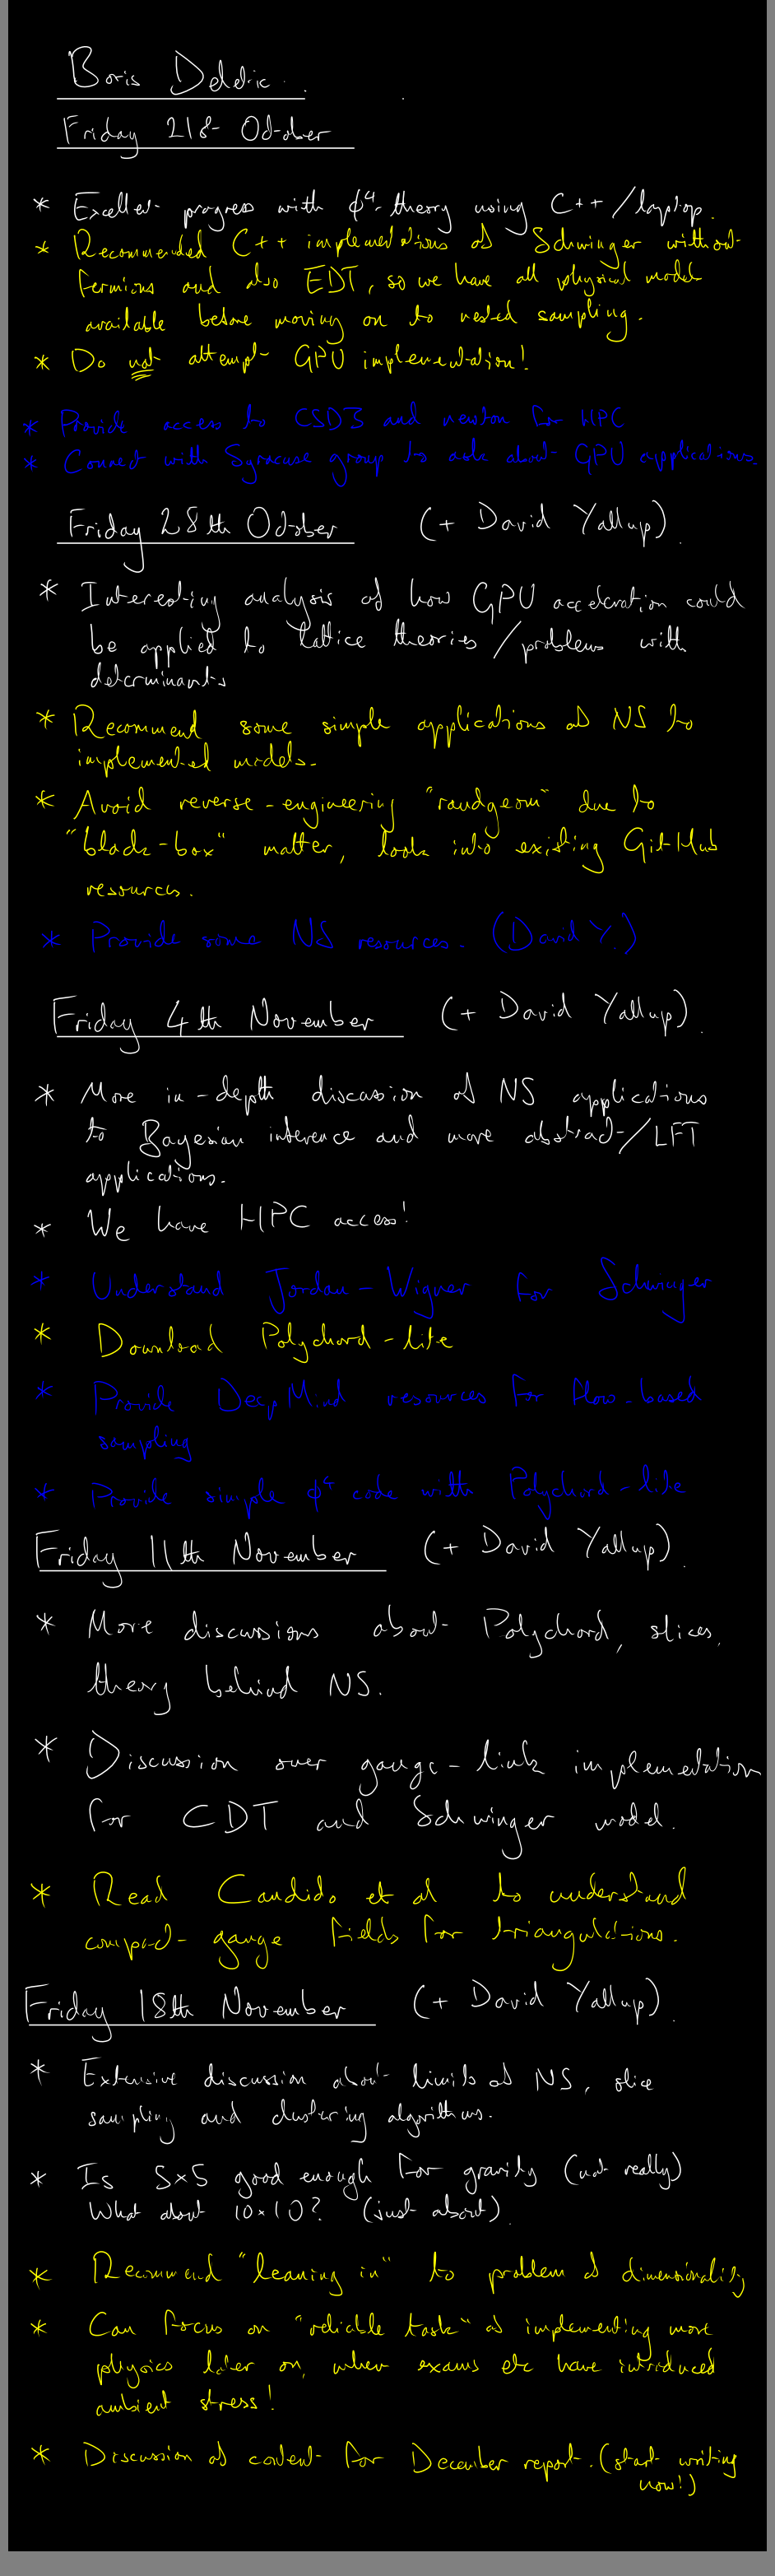 Boris Deldic.
Friday 21st October
* Excellent progress with ϕ⁴-theory using C++/laptop.
* Recommended C++ implementations of Schwinger without
fermions and also EDT, so we have all physical models
available before moving on to nested sampling.
* Do not attempt GPU implementation!
* Provide access to CSD3 and newton for HPC
* Connect with Syracuse group to ask about GPU applications.
Friday 28th October (+ David Yallup).
* Interesting analysis of how GPU acceleration could
be applied to lattice theories/problems with
determinants
* Recommend some simple applications of NS to
implemented models.
* Avoid reverse-engineering "randgeom" due to
"black-box" matter, look into existing GitHub
resources.
* Provide some NS resources. (David Y.)
Friday 4th November (+ David Yallup).
* More in-depth discussion of NS applications
to Bayesian inference and more abstract/LFT
applications.
* We have HPC access!
* Understand Jordan-Wigner for Schwinger
* Download Polychord-lite
* Provide DeepMind resources for flow-based
sampling
* Provide simple ϕ⁴ code with Polychord-lite
Friday 11th November (+ David Yallup).
* More discussions about Polychord, slices,
theory behind NS.
* Discussion over gauge-link implementation
for CDT and Schwinger model.
* Read Candido et al to understand
compact gauge fields for triangulations.
Friday 18th November (+ David Yallup).
* Extensive discussion about limits of NS, slice
sampling and clustering algorithms.
* Is 5×5 good enough for gravity (not really)
What about 10×10? (just about).
* Recommend "leaning in" to problem of dimensionality
* Can focus on "reliable task" of implementing more
physics later on, when exams etc have introduced
ambient stress!
* Discussion of content for December report. (start writing
now!)